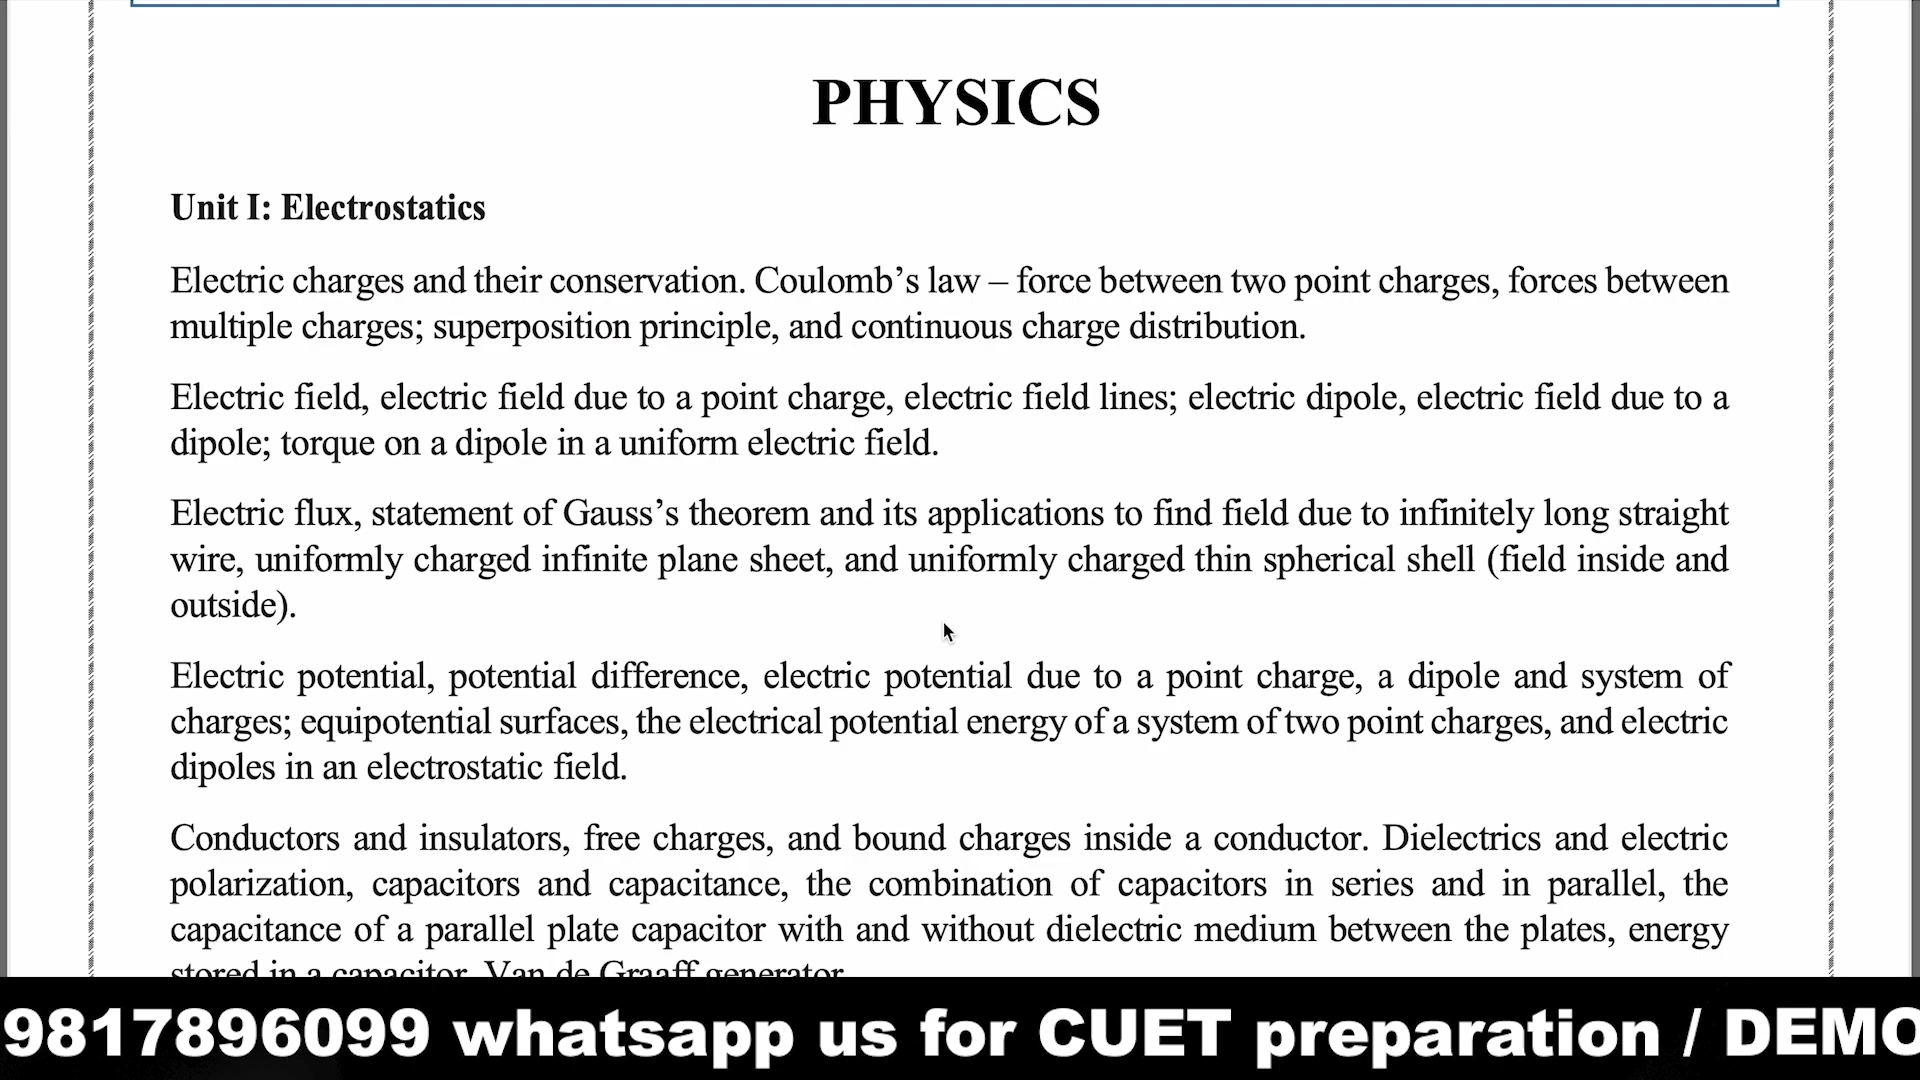 PHYSICS
Unit I: Electrostatics
Electric charges and their conservation. Coulomb’s law – force between two point charges, forces between
multiple charges; superposition principle, and continuous charge distribution.
Electric field, electric field due to a point charge, electric field lines; electric dipole, electric field due to a
dipole; torque on a dipole in a uniform electric field.
Electric flux, statement of Gauss’s theorem and its applications to find field due to infinitely long straight
wire, uniformly charged infinite plane sheet, and uniformly charged thin spherical shell (field inside and
outside).
Electric potential, potential difference, electric potential due to a point charge, a dipole and system of
charges; equipotential surfaces, the electrical potential energy of a system of two point charges, and electric
dipoles in an electrostatic field.
Conductors and insulators, free charges, and bound charges inside a conductor. Dielectrics and electric
polarization, capacitors and capacitance, the combination of capacitors in series and in parallel, the
capacitance of a parallel plate capacitor with and without dielectric medium between the plates, energy
stored in a capacitor, Van de Graaff generator
9817896099 whatsapp us for CUET preparation / DEMO